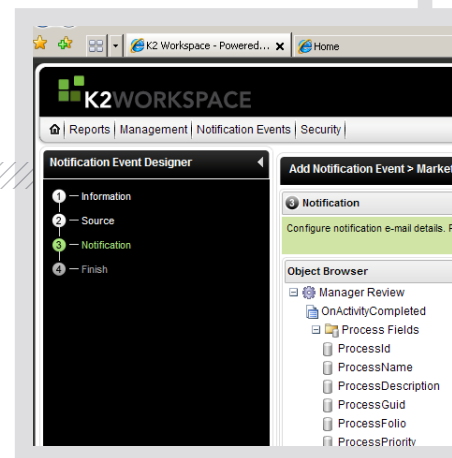 K2 Workspace - Powered... Home
K2WORKSPACE
Reports Management Notification Events Security
Notification Event Designer
1 Information
2 Source
3 Notification
4 Finish
Add Notification Event > Market
3 Notification
Configure notification e-mail details. P
Object Browser
Manager Review
OnActivityCompleted
Process Fields
ProcessId
ProcessName
ProcessDescription
ProcessGuid
ProcessFolio
ProcessPriority